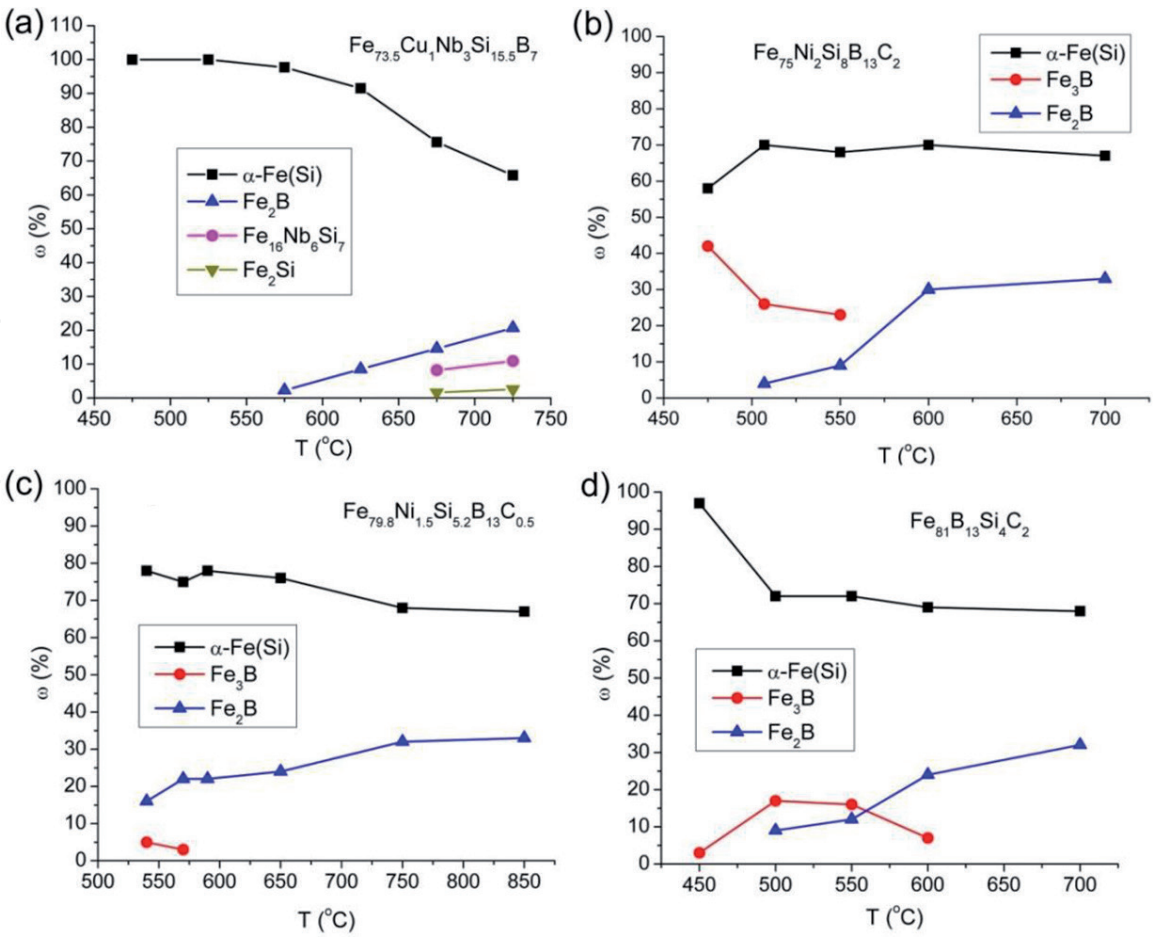 (a)
Fe73.5Cu1Nb3Si15.5B7
110
100
90
80
70
60
50
40
30
20
10
0
ω (%)
α-Fe(Si)
Fe2B
Fe16Nb6Si7
Fe2Si
450 500 550 600 650 700 750
T (°C)
(b)
Fe75Ni2Si8B13C2
α-Fe(Si)
Fe3B
Fe2B
100
90
80
70
60
50
40
30
20
10
0
ω (%)
450 500 550 600 650 700
T (°C)
(c)
Fe79.8Ni1.5Si5.2B13C0.5
100
90
80
70
60
50
40
30
20
10
0
ω (%)
α-Fe(Si)
Fe3B
Fe2B
500 550 600 650 700 750 800 850
T (°C)
d)
Fe81B13Si4C2
100
90
80
70
60
50
40
30
20
10
0
ω (%)
α-Fe(Si)
Fe3B
Fe2B
450 500 550 600 650 700
T (°C)